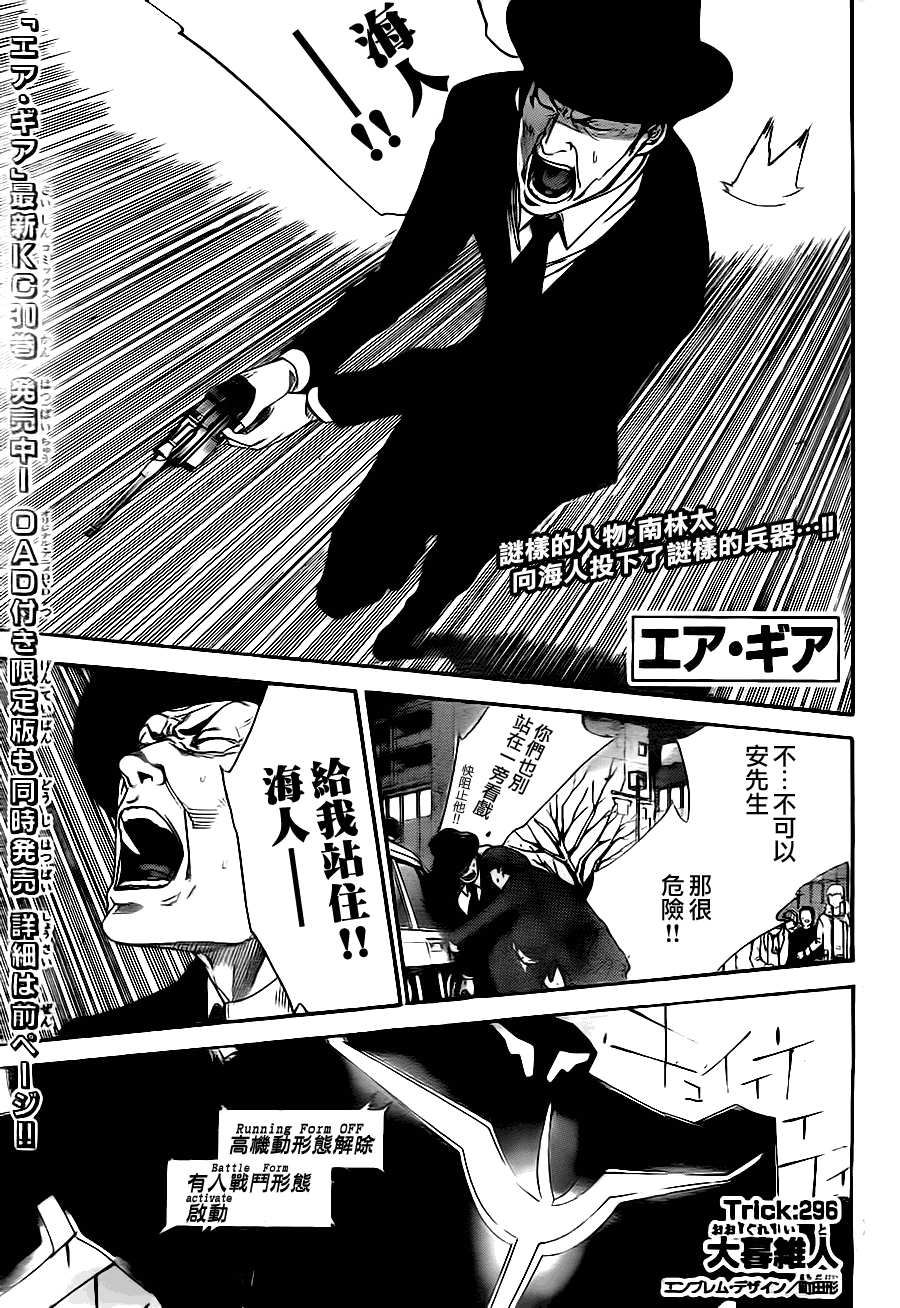 海人——!!
謎樣的人物·南林太
向海人投下了謎樣的兵器…!!
エア・ギア
不…不可以
安先生
那很
危險!!
你們也別
站在一旁看戲
快阻止他!!
給我站住!!
海人——
Running Form OFF
高機動形態解除
Battle Form
有人戰鬥形態
activate
啟動
Trick:296
大暮維人
エンブレム・デザイン/
『エア・ギア』最新KC30巻 発売中ー OAD付き限定版も同時発売 詳細は前ページ!!